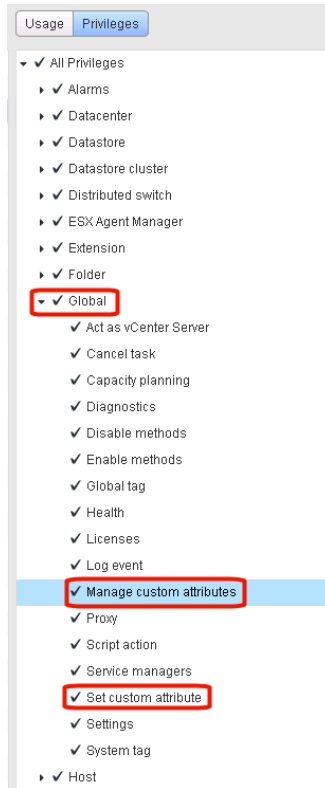 Usage Privileges
All Privileges
Alarms
Datacenter
Datastore
Datastore cluster
Distributed switch
ESX Agent Manager
Extension
Folder
Global
Act as vCenter Server
Cancel task
Capacity planning
Diagnostics
Disable methods
Enable methods
Global tag
Health
Licenses
Log event
Manage custom attributes
Proxy
Script action
Service managers
Set custom attribute
Settings
System tag
Host